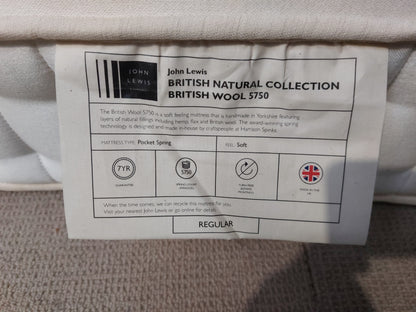 JOHN
LEWIS
John Lewis
BRITISH NATURAL COLLECTION
BRITISH WOOL 5750
The British Wool 5750 is a soft feeling mattress that is handmade in Yorkshire featuring
layers of natural fillings including hemp, flax and British wool. The award-winning spring
technology is designed and made in-house by craftspeople at Harrison Spinks.
MATTRESS TYPE: Pocket Spring
FEEL: Soft
7YR
GUARANTEE
5750
MADE IN THE
UK
When the time comes, we can recycle this mattress for you.
Visit your nearest John Lewis or go online for details.
REGULAR